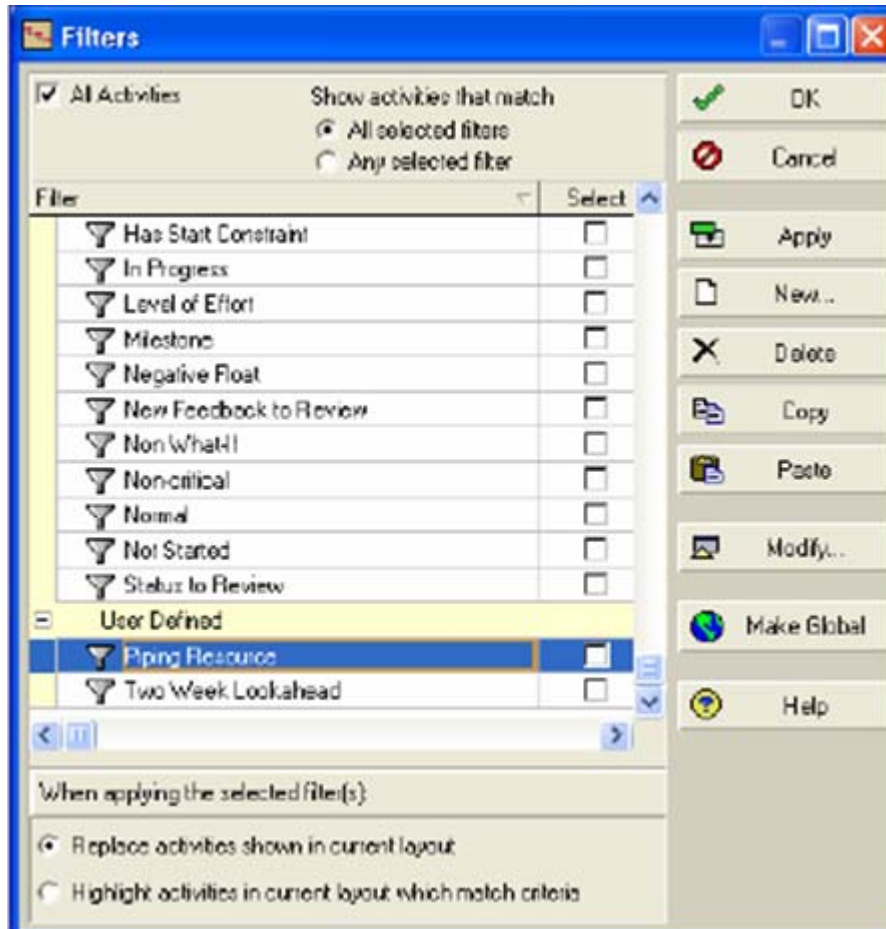 Filters
All Activities
Show activities that match
All selected filters
Any selected filter
Filter Select
Has Start Constraint
In Progress
Level of Effort
Milestone
Negative Float
New Feedback to Review
Non What-If
Non-critical
Normal
Not Started
Status to Review
User Defined
Piping Resource
Two Week Lookahead
When applying the selected filter(s)
Replace activities shown in current layout
Highlight activities in current layout which match criteria
OK
Cancel
Apply
New...
Delete
Copy
Paste
Modify...
Make Global
Help